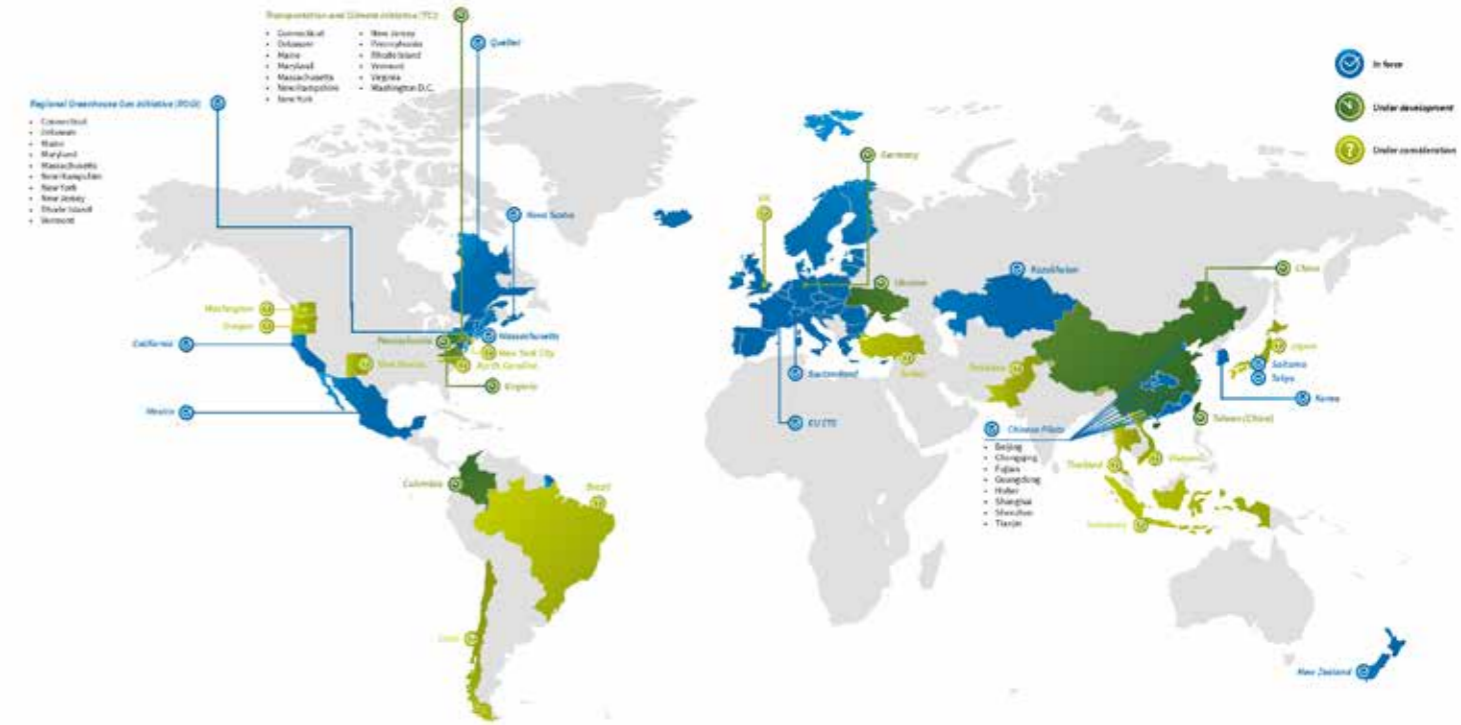 Transportation and Climate Initiative (TCI)
• Connecticut
• Delaware
• Maine
• Maryland
• Massachusetts
• New Hampshire
• New York
• New Jersey
• Pennsylvania
• Rhode Island
• Vermont
• Virginia
• Washington D.C.
Quebec
Regional Greenhouse Gas Initiative (RGGI)
• Connecticut
• Delaware
• Maine
• Maryland
• Massachusetts
• New Hampshire
• New York
• New Jersey
• Rhode Island
• Vermont
In force
Under development
Under consideration
Germany
UK
Nova Scotia
Kazakhstan
China
Ukraine
Washington
Oregon
California
Pennsylvania
Massachusetts
New York City
North Carolina
New Mexico
Virginia
Mexico
Switzerland
EU ETS
Turkey
Pakistan
Japan
Saitama
Tokyo
Korea
Taiwan (China)
Chinese Pilots
• Beijing
• Chongqing
• Fujian
• Guangdong
• Hubei
• Shanghai
• Shenzhen
• Tianjin
Thailand
Vietnam
Indonesia
Colombia
Brazil
Chile
New Zealand